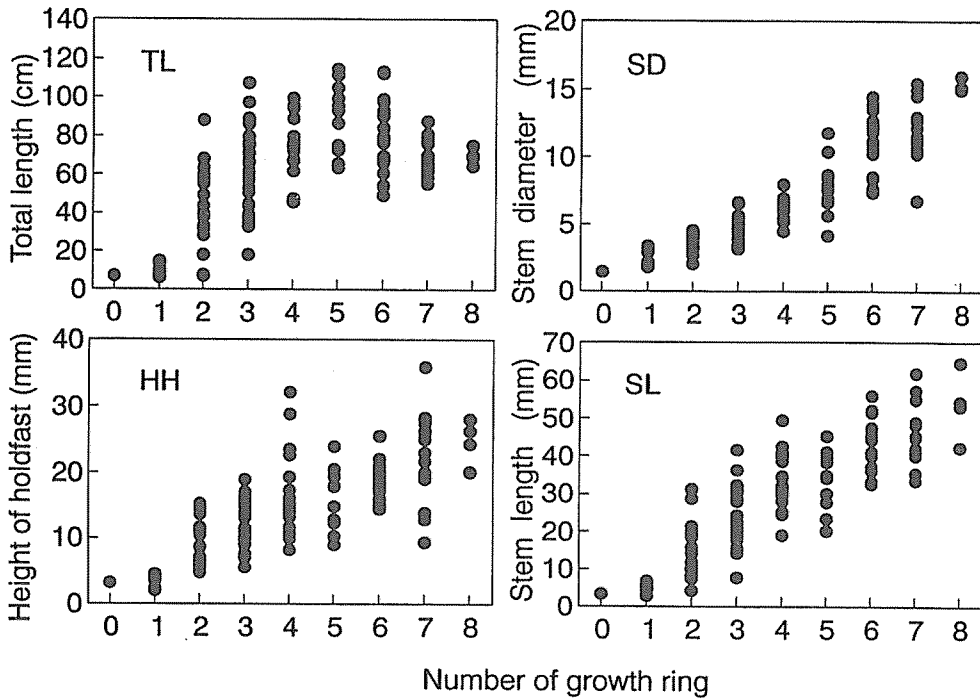 Total length (cm)
140
120
100
80
60
40
20
0
TL
0 1 2 3 4 5 6 7 8
Stem diameter (mm)
20
15
10
5
0
SD
0 1 2 3 4 5 6 7 8
Height of holdfast (mm)
40
30
20
10
0
HH
0 1 2 3 4 5 6 7 8
Stem length (mm)
70
60
50
40
30
20
10
0
SL
0 1 2 3 4 5 6 7 8
Number of growth ring